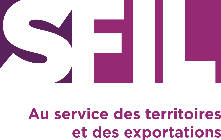 SFIL
Au service des territoires
et des exportations